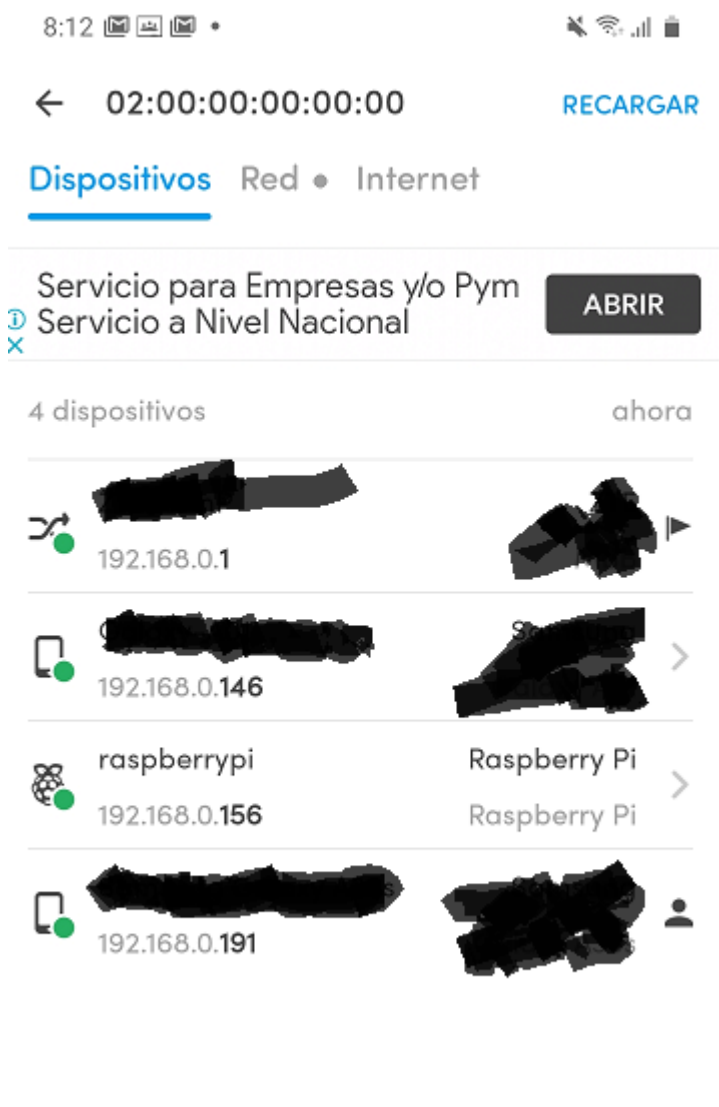 8:12
02:00:00:00:00:00 RECARGAR
Dispositivos Red Internet
Servicio para Empresas y/o Pym
Servicio a Nivel Nacional
ABRIR
4 dispositivos ahora
192.168.0.1
192.168.0.146
raspberrypi Raspberry Pi
192.168.0.156 Raspberry Pi
192.168.0.191